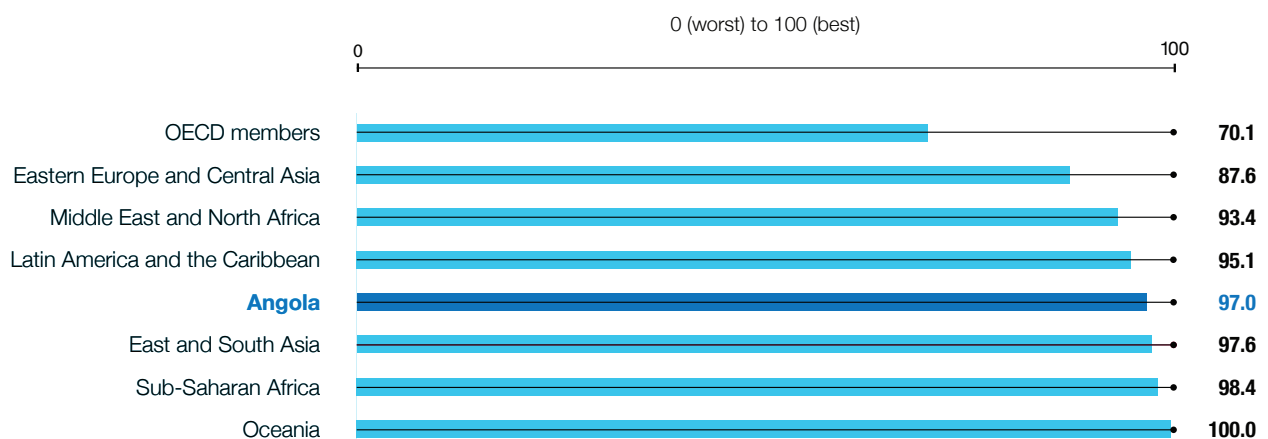 0 (worst) to 100 (best)
0 100
OECD members 70.1
Eastern Europe and Central Asia 87.6
Middle East and North Africa 93.4
Latin America and the Caribbean 95.1
Angola 97.0
East and South Asia 97.6
Sub-Saharan Africa 98.4
Oceania 100.0